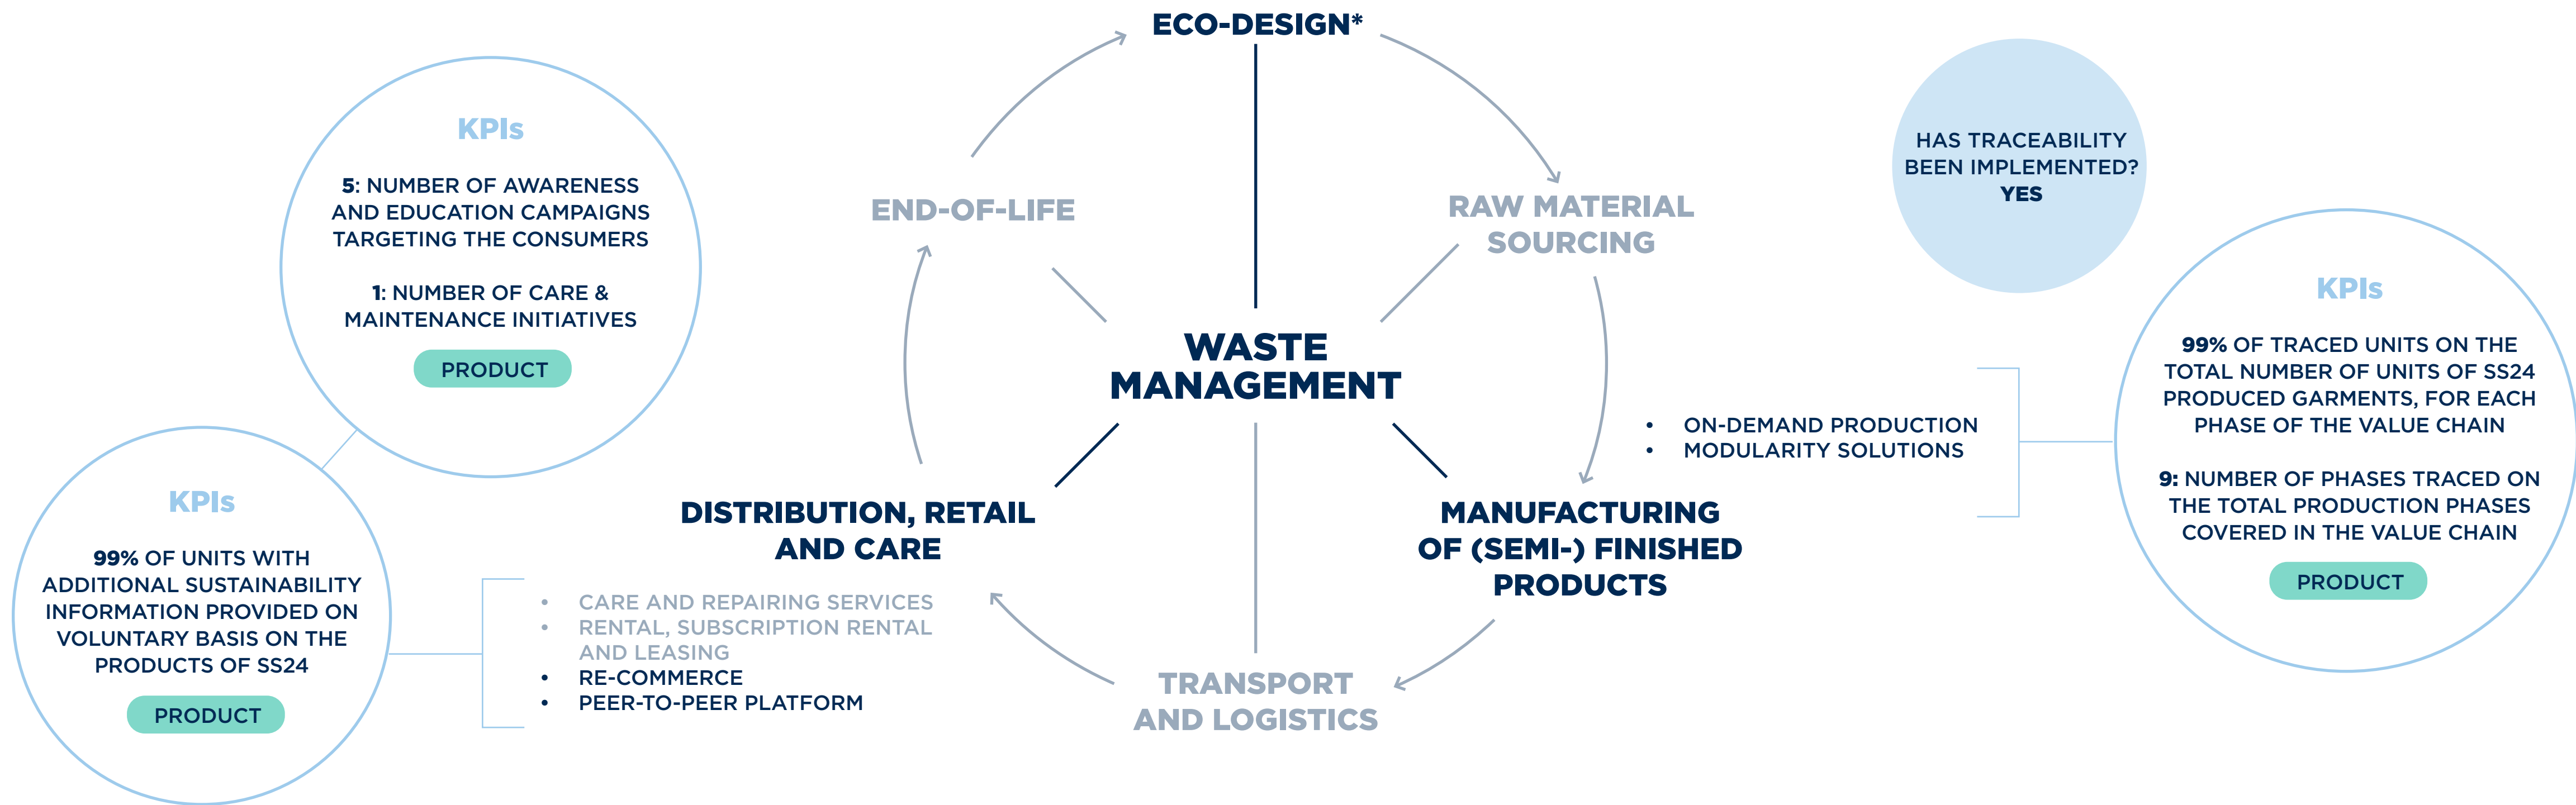 ECO-DESIGN*
KPIs
5: NUMBER OF AWARENESS
AND EDUCATION CAMPAIGNS
TARGETING THE CONSUMERS
1: NUMBER OF CARE &
MAINTENANCE INITIATIVES
PRODUCT
END-OF-LIFE
RAW MATERIAL
SOURCING
HAS TRACEABILITY
BEEN IMPLEMENTED?
YES
WASTE
MANAGEMENT
KPIs
99% OF TRACED UNITS ON THE
TOTAL NUMBER OF UNITS OF SS24
PRODUCED GARMENTS, FOR EACH
PHASE OF THE VALUE CHAIN
9: NUMBER OF PHASES TRACED ON
THE TOTAL PRODUCTION PHASES
COVERED IN THE VALUE CHAIN
PRODUCT
• ON-DEMAND PRODUCTION
• MODULARITY SOLUTIONS
KPIs
99% OF UNITS WITH
ADDITIONAL SUSTAINABILITY
INFORMATION PROVIDED ON
VOLUNTARY BASIS ON THE
PRODUCTS OF SS24
PRODUCT
DISTRIBUTION, RETAIL
AND CARE
• CARE AND REPAIRING SERVICES
• RENTAL, SUBSCRIPTION RENTAL
AND LEASING
• RE-COMMERCE
• PEER-TO-PEER PLATFORM
MANUFACTURING
OF (SEMI-) FINISHED
PRODUCTS
TRANSPORT
AND LOGISTICS